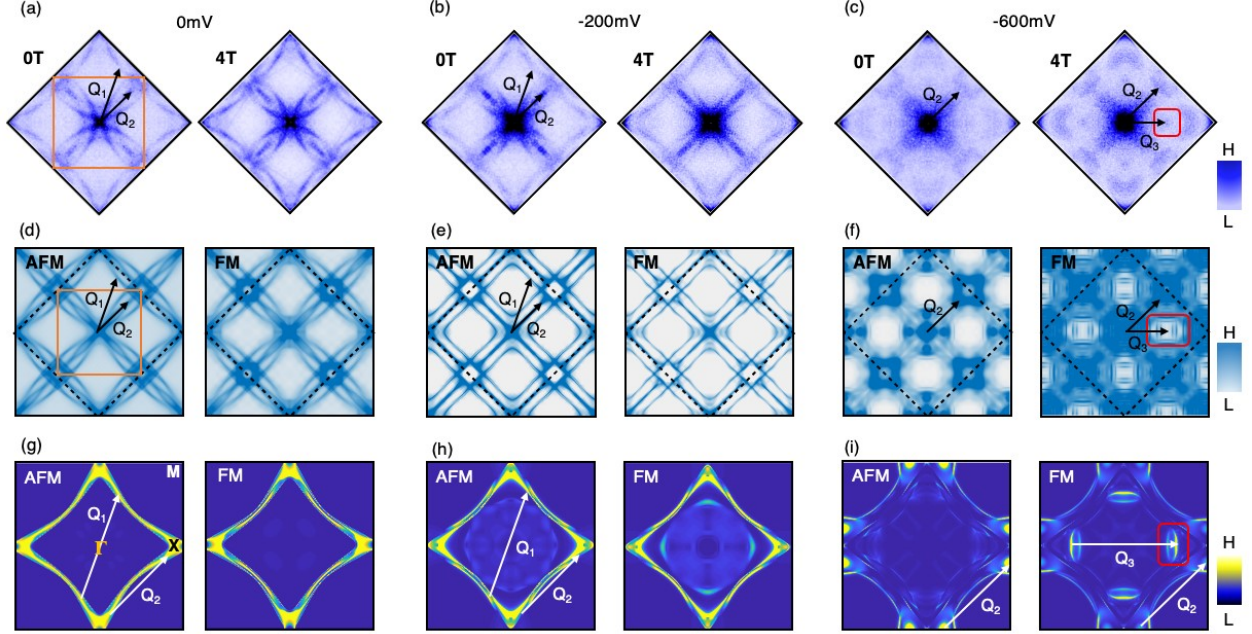 (a) 0mV (b) -200mV (c) -600mV
0T 4T 0T 4T 0T 4T
Q1 Q1 Q2 Q2
Q2 Q2 Q3
H
L
(d) (e) (f)
AFM FM AFM FM AFM FM
Q1 Q1 Q2 Q2
Q2 Q2 Q3
H
L
(g) (h) (i)
AFM M FM AFM FM AFM FM
Q1 Γ X Q1 Q3
Q2 Q2 Q2 Q2
H
L